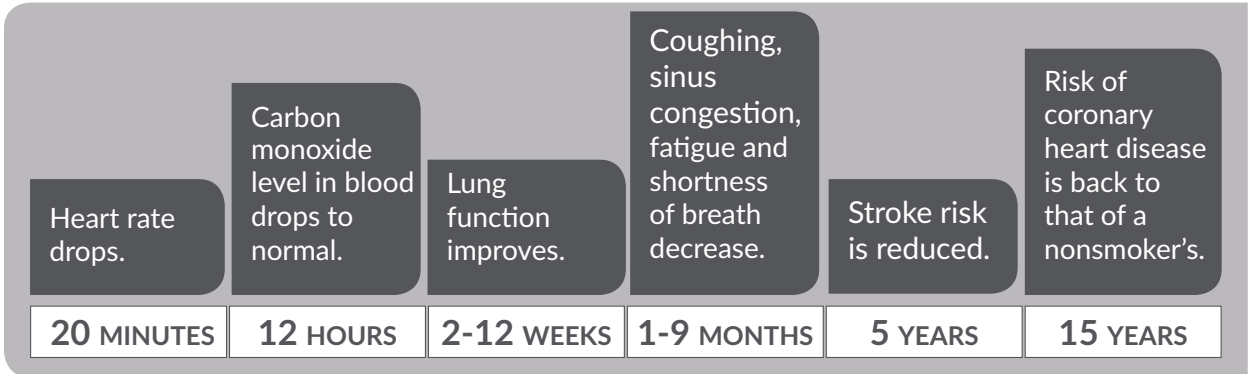 Heart rate
drops.
20 MINUTES
Carbon
monoxide
level in blood
drops to
normal.
12 HOURS
Lung
function
improves.
2-12 WEEKS
Coughing,
sinus
congestion,
fatigue and
shortness
of breath
decrease.
1-9 MONTHS
Stroke risk
is reduced.
5 YEARS
Risk of
coronary
heart disease
is back to
that of a
nonsmoker’s.
15 YEARS